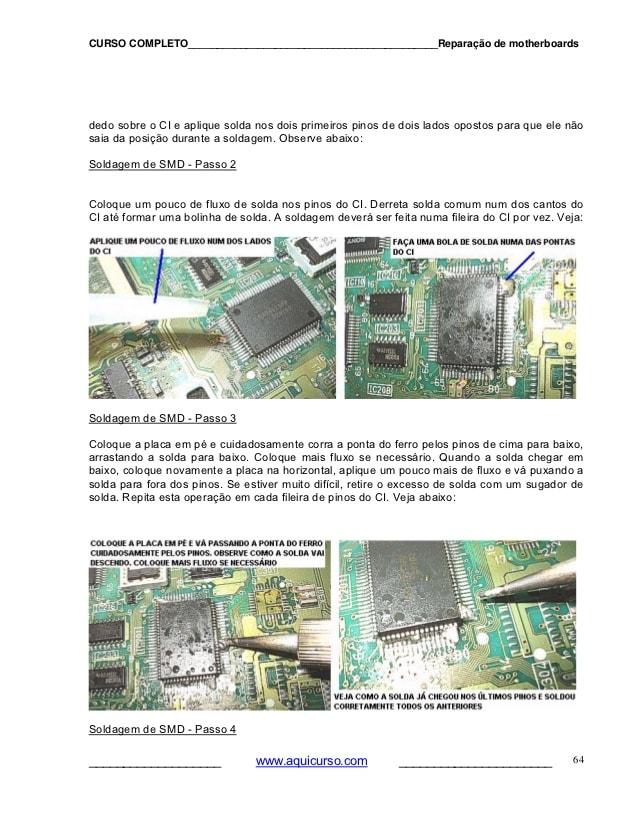 CURSO COMPLETO__________________________________________Reparação de motherboards
dedo sobre o CI e aplique solda nos dois primeiros pinos de dois lados opostos para que ele não
saia da posição durante a soldagem. Observe abaixo:
Soldagem de SMD - Passo 2
Coloque um pouco de fluxo de solda nos pinos do CI. Derreta solda comum num dos cantos do
CI até formar uma bolinha de solda. A soldagem deverá ser feita numa fileira do CI por vez. Veja:
APLIQUE UM POUCO DE FLUXO NUM DOS LADOS
DO CI
FAÇA UMA BOLA DE SOLDA NUMA DAS PONTAS
DO CI
IC203
IC208
80
65
64
Soldagem de SMD - Passo 3
Coloque a placa em pé e cuidadosamente corra a ponta do ferro pelos pinos de cima para baixo,
arrastando a solda para baixo. Coloque mais fluxo se necessário. Quando a solda chegar em
baixo, coloque novamente a placa na horizontal, aplique um pouco mais de fluxo e vá puxando a
solda para fora dos pinos. Se estiver muito difícil, retire o excesso de solda com um sugador de
solda. Repita esta operação em cada fileira de pinos do CI. Veja abaixo:
COLOQUE A PLACA EM PÉ E VÁ PASSANDO A PONTA DO FERRO
CUIDADOSAMENTE PELOS PINOS. OBSERVE COMO A SOLDA VAI
DESCENDO. COLOQUE MAIS FLUXO SE NECESSÁRIO
VEJA COMO A SOLDA JÁ CHEGOU NOS ÚLTIMOS PINOS E SOLDOU
CORRETAMENTE TODOS OS ANTERIORES
Soldagem de SMD - Passo 4
___________________ www.aquicurso.com ______________________ 64